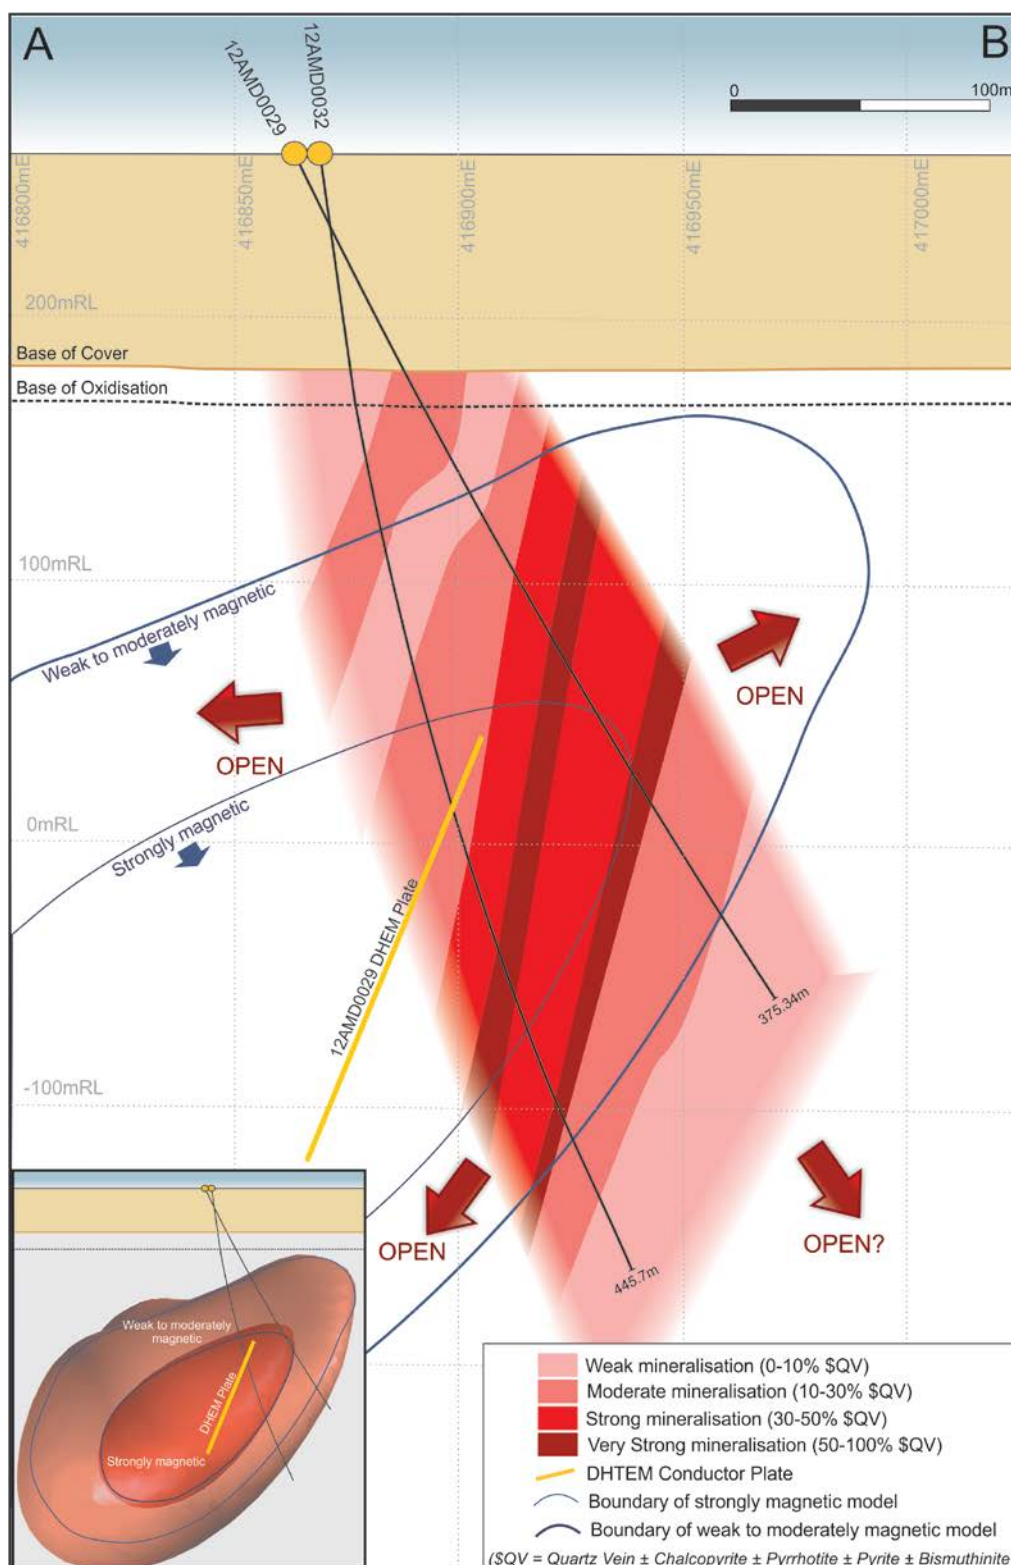 A
B
12AMD0029
12AMD0032
0 100m
416800mE
416850mE
416900mE
416950mE
417000mE
200mRL
Base of Cover
Base of Oxidisation
100mRL
Weak to moderately magnetic
OPEN
OPEN
0mRL
Strongly magnetic
12AMD0029 DHEM Plate
375.34m
-100mRL
OPEN
OPEN?
445.7m
Weak to moderately
magnetic
DHEM Plate
Strongly magnetic
Weak mineralisation (0-10% $QV)
Moderate mineralisation (10-30% $QV)
Strong mineralisation (30-50% $QV)
Very Strong mineralisation (50-100% $QV)
DHTEM Conductor Plate
Boundary of strongly magnetic model
Boundary of weak to moderately magnetic model
($QV = Quartz Vein ± Chalcopyrite ± Pyrrhotite ± Pyrite ± Bismuthinite